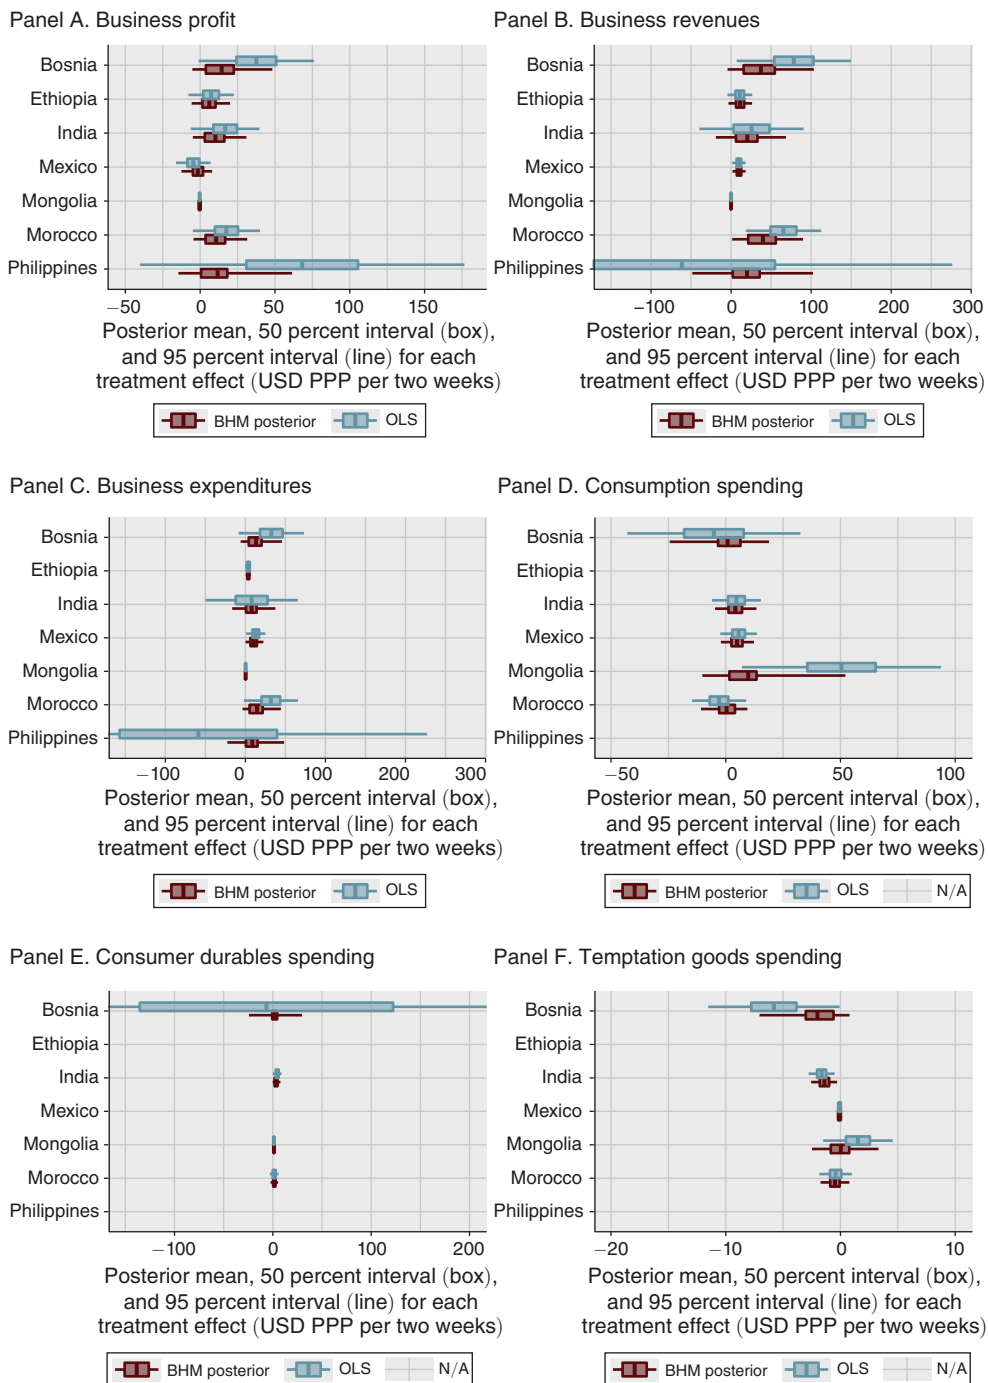 Panel A. Business profit
Bosnia
Ethiopia
India
Mexico
Mongolia
Morocco
Philippines
−50 0 50 100 150
Posterior mean, 50 percent interval (box),
and 95 percent interval (line) for each
treatment effect (USD PPP per two weeks)
BHM posterior OLS
Panel B. Business revenues
Bosnia
Ethiopia
India
Mexico
Mongolia
Morocco
Philippines
−100 0 100 200 300
Posterior mean, 50 percent interval (box),
and 95 percent interval (line) for each
treatment effect (USD PPP per two weeks)
BHM posterior OLS
Panel C. Business expenditures
Bosnia
Ethiopia
India
Mexico
Mongolia
Morocco
Philippines
−100 0 100 200 300
Posterior mean, 50 percent interval (box),
and 95 percent interval (line) for each
treatment effect (USD PPP per two weeks)
BHM posterior OLS
Panel D. Consumption spending
Bosnia
Ethiopia
India
Mexico
Mongolia
Morocco
Philippines
−50 0 50 100
Posterior mean, 50 percent interval (box),
and 95 percent interval (line) for each
treatment effect (USD PPP per two weeks)
BHM posterior OLS N/A
Panel E. Consumer durables spending
Bosnia
Ethiopia
India
Mexico
Mongolia
Morocco
Philippines
−100 0 100 200
Posterior mean, 50 percent interval (box),
and 95 percent interval (line) for each
treatment effect (USD PPP per two weeks)
BHM posterior OLS N/A
Panel F. Temptation goods spending
Bosnia
Ethiopia
India
Mexico
Mongolia
Morocco
Philippines
−20 −10 0 10
Posterior mean, 50 percent interval (box),
and 95 percent interval (line) for each
treatment effect (USD PPP per two weeks)
BHM posterior OLS N/A